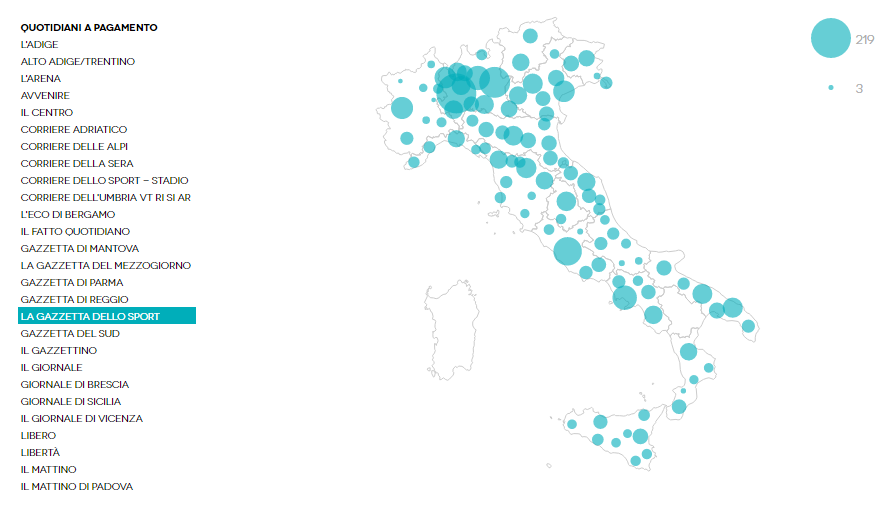 QUOTIDIANI A PAGAMENTO
L'ADIGE
ALTO ADIGE/TRENTINO
L'ARENA
AVVENIRE
IL CENTRO
CORRIERE ADRIATICO
CORRIERE DELLE ALPI
CORRIERE DELLA SERA
CORRIERE DELLO SPORT – STADIO
CORRIERE DELL'UMBRIA VT RI SI AR
L'ECO DI BERGAMO
IL FATTO QUOTIDIANO
GAZZETTA DI MANTOVA
LA GAZZETTA DEL MEZZOGIORNO
GAZZETTA DI PARMA
GAZZETTA DI REGGIO
LA GAZZETTA DELLO SPORT
GAZZETTA DEL SUD
IL GAZZETTINO
IL GIORNALE
GIORNALE DI BRESCIA
GIORNALE DI SICILIA
IL GIORNALE DI VICENZA
LIBERO
LIBERTÀ
IL MATTINO
IL MATTINO DI PADOVA
219
3